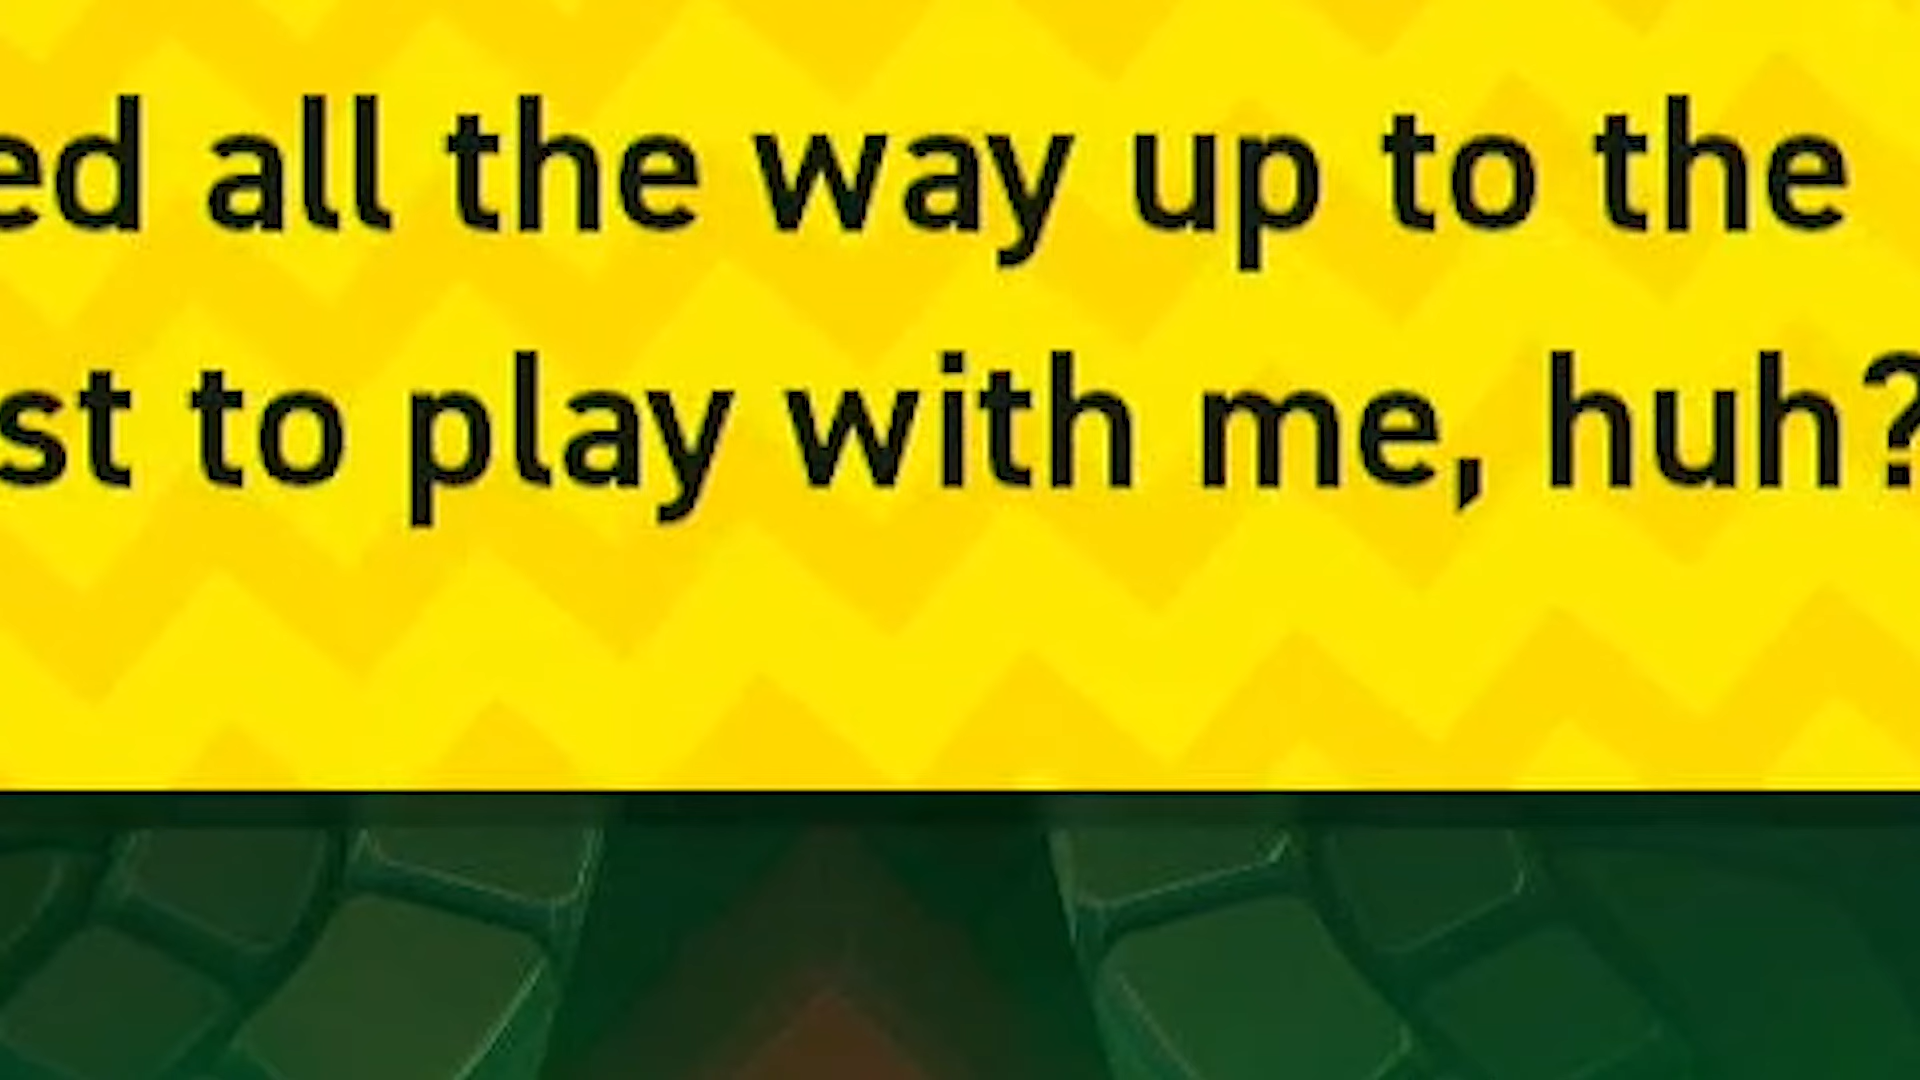 ed all the way up to the
st to play with me, huh?